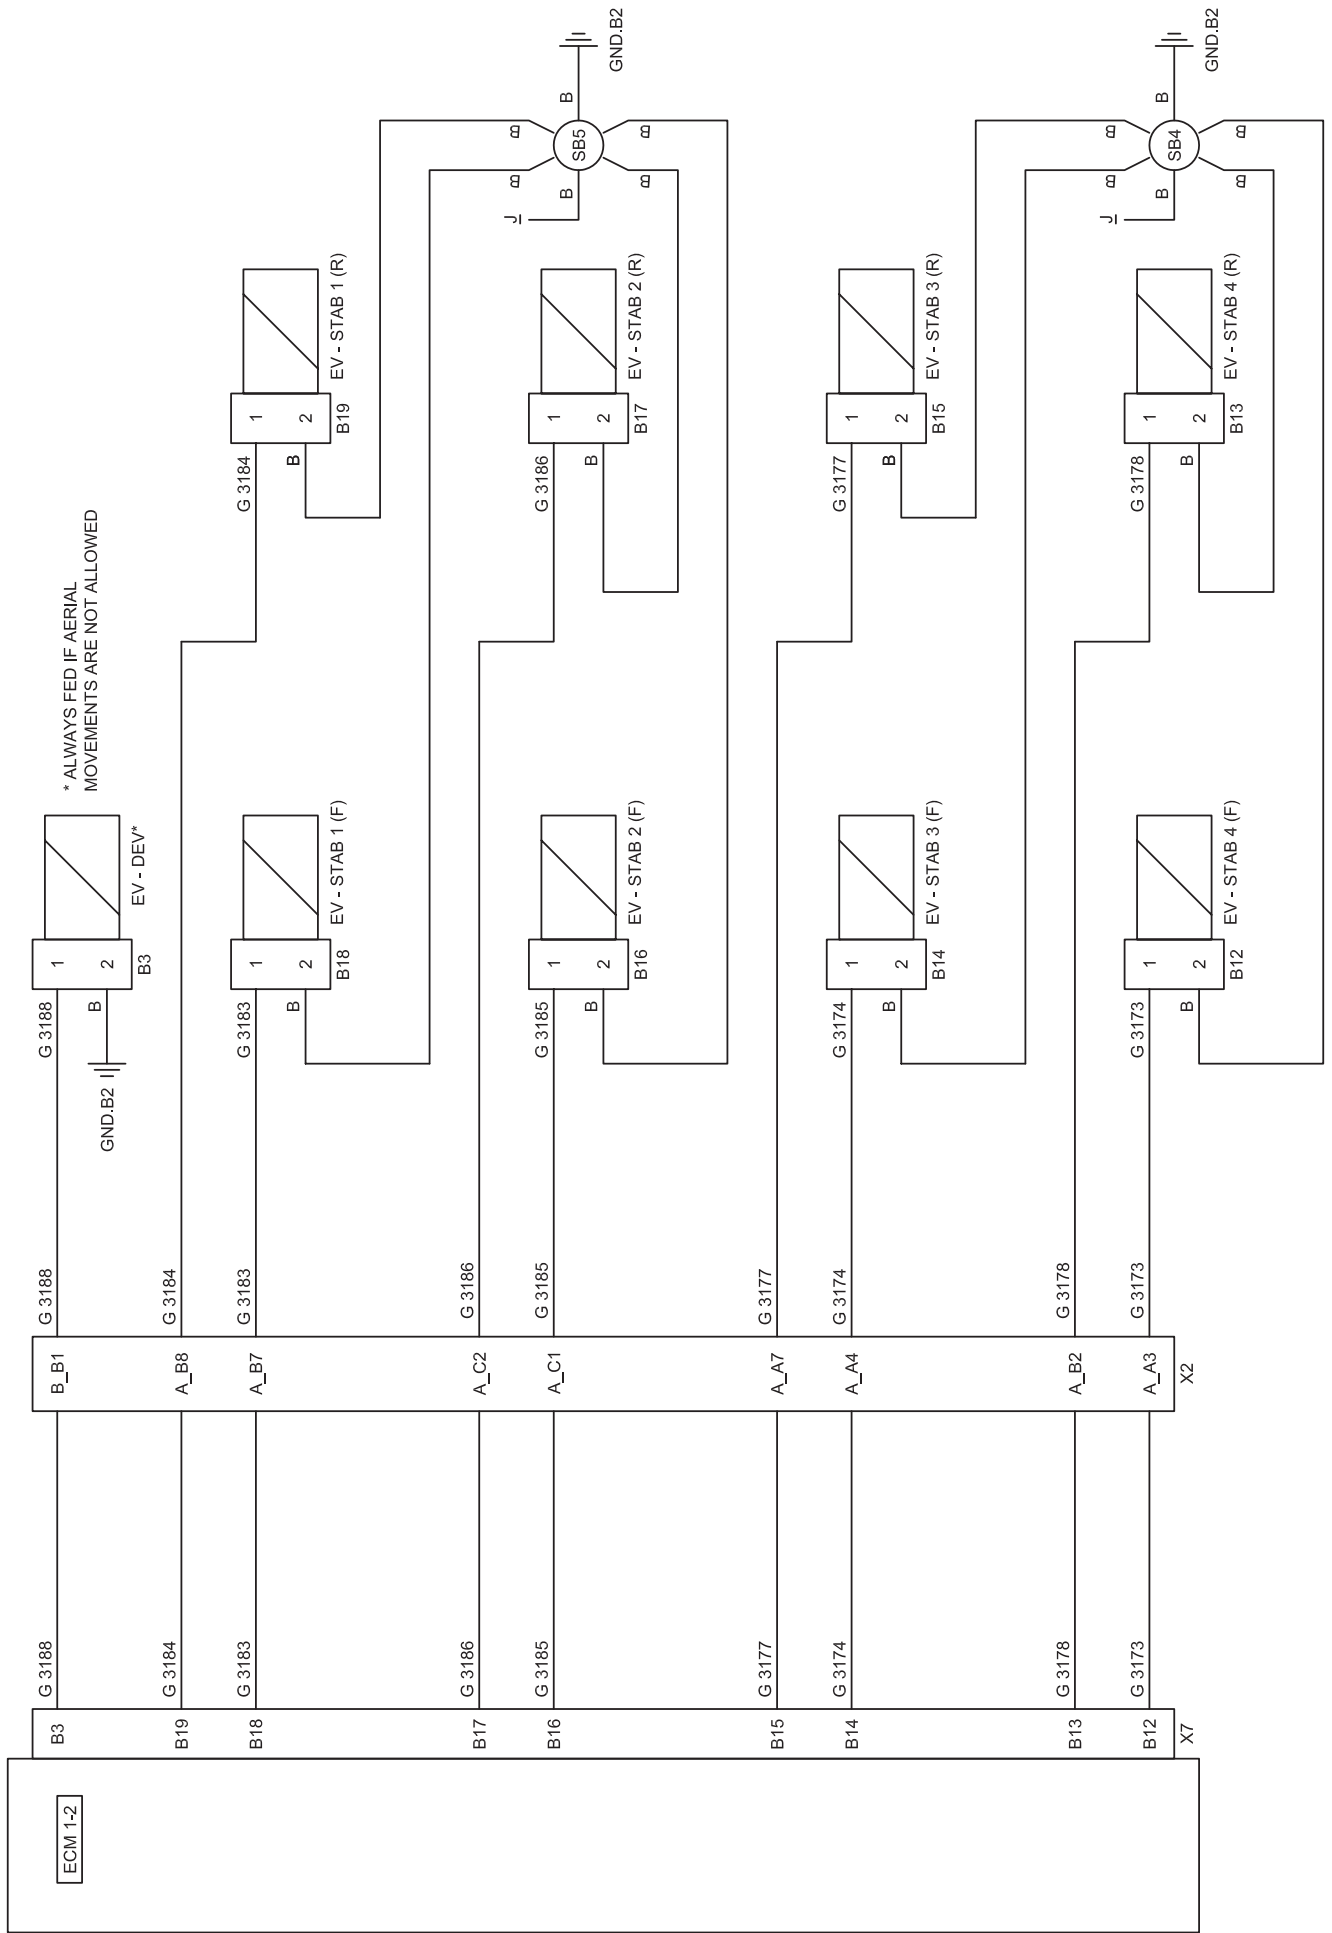 ECM 1-2
B3
B19
B18
B17
B16
B15
B14
B13
B12
X7
G 3188
G 3184
G 3183
G 3186
G 3185
G 3177
G 3174
G 3178
G 3173
B_B1
A_B8
A_B7
A_C2
A_C1
A_A7
A_A4
A_B2
A_A3
X2
G 3188
G 3184
G 3183
G 3186
G 3185
G 3177
G 3174
G 3178
G 3173
GND.B2
G 3188
B
1
2
B3
EV - DEV*
* ALWAYS FED IF AERIAL
MOVEMENTS ARE NOT ALLOWED
G 3183
B
1
2
B18
EV - STAB 1 (F)
G 3185
B
1
2
B16
EV - STAB 2 (F)
G 3174
B
1
2
B14
EV - STAB 3 (F)
G 3173
B
1
2
B12
EV - STAB 4 (F)
G 3184
B
1
2
B19
EV - STAB 1 (R)
G 3186
B
1
2
B17
EV - STAB 2 (R)
G 3177
B
1
2
B15
EV - STAB 3 (R)
G 3178
B
1
2
B13
EV - STAB 4 (R)
J
B
B
B
SB5
B
B
B
GND.B2
J
B
B
B
SB4
B
B
B
GND.B2